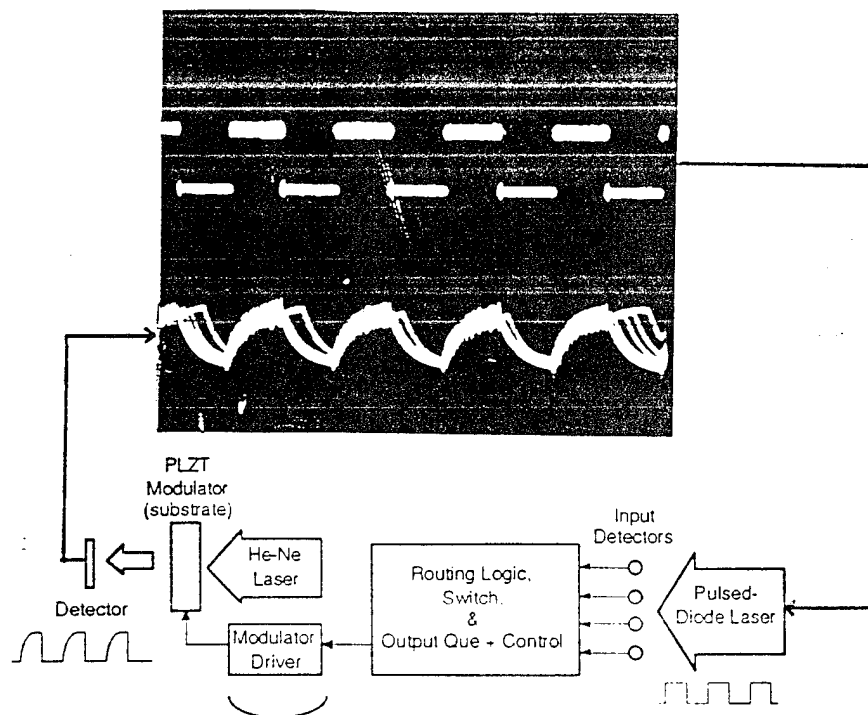 PLZT
Modulator
(substrate)
He-Ne
Laser
Detector
Modulator
Driver
Routing Logic,
Switch,
&
Output Que + Control
Input
Detectors
Pulsed-
Diode Laser